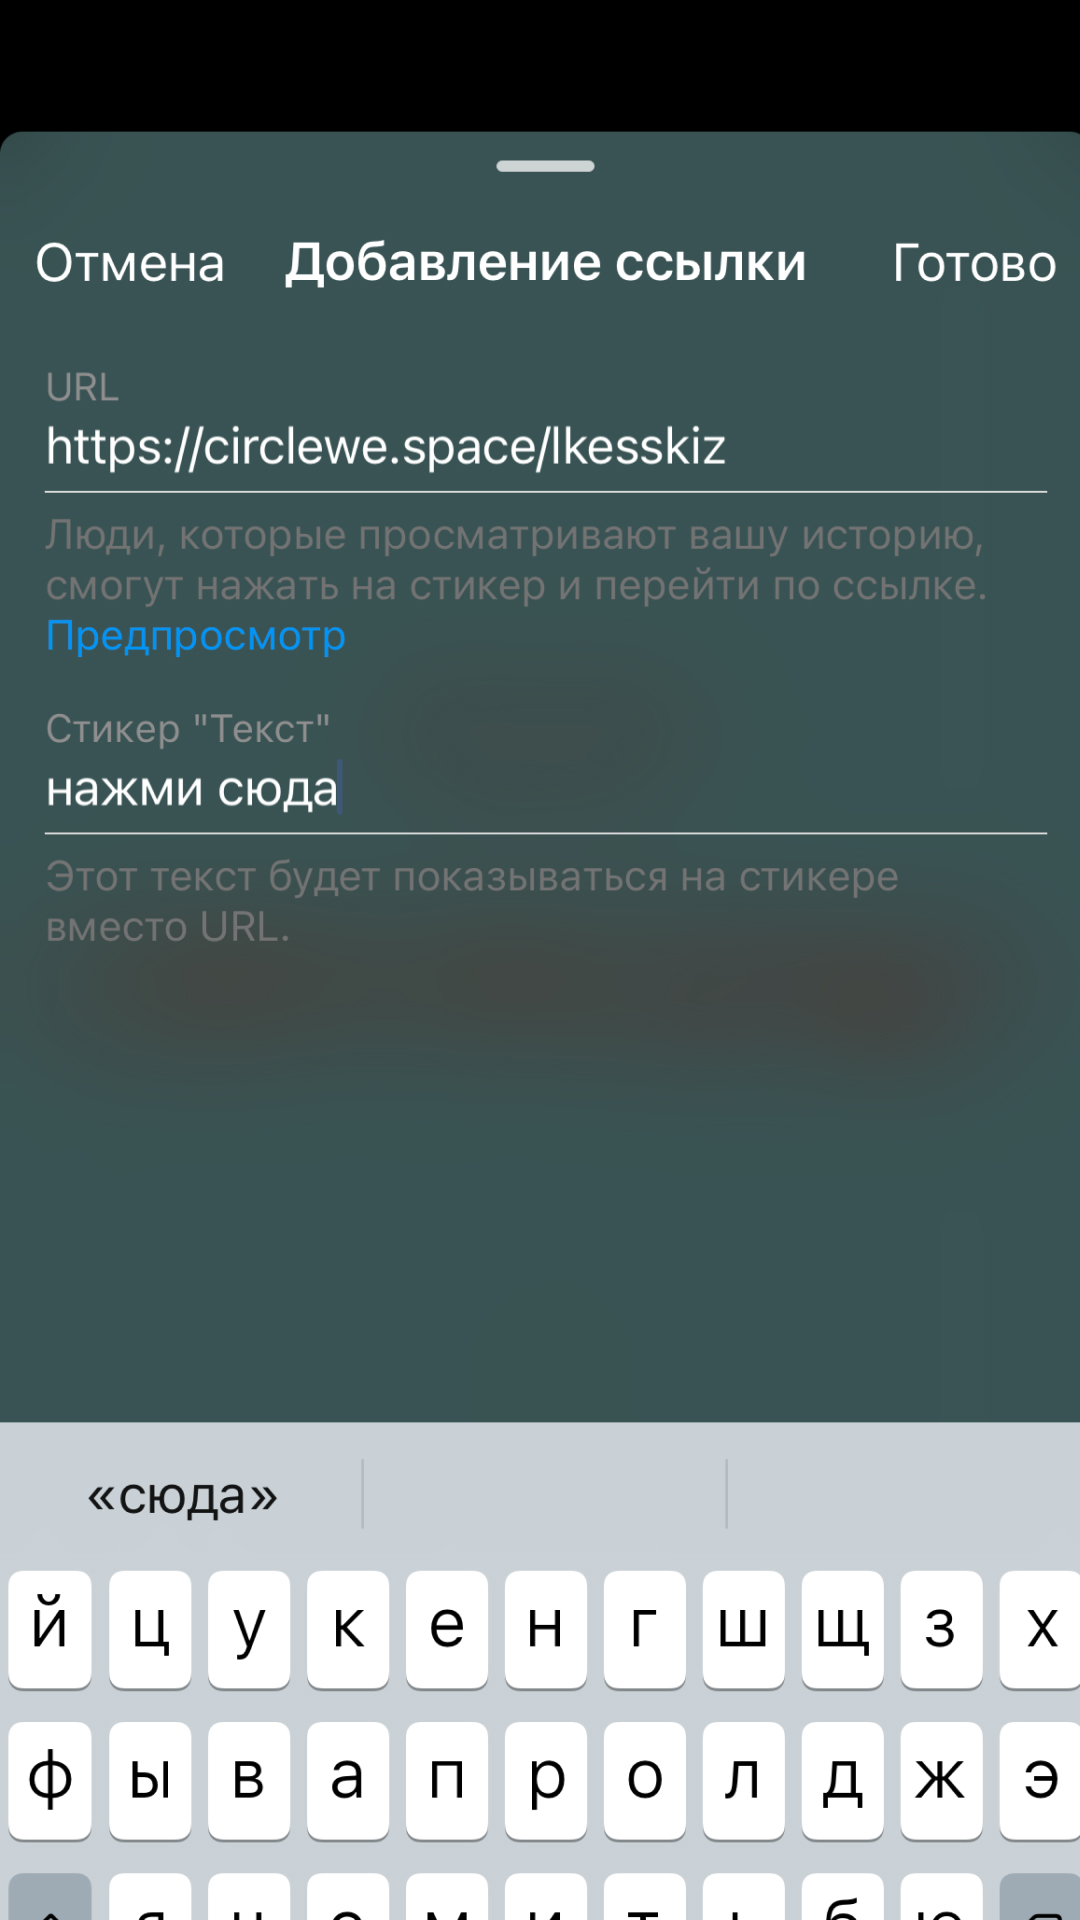 Отмена Добавление ссылки Готово
URL
https://circlewe.space/lkesskiz
Люди, которые просматривают вашу историю,
смогут нажать на стикер и перейти по ссылке.
Предпросмотр
Стикер "Текст"
нажми сюда
Этот текст будет показываться на стикере
вместо URL.
«сюда»
й ц у к е н г ш щ з х
ф ы в а п р о л д ж э
я ч с м и т ь б ю